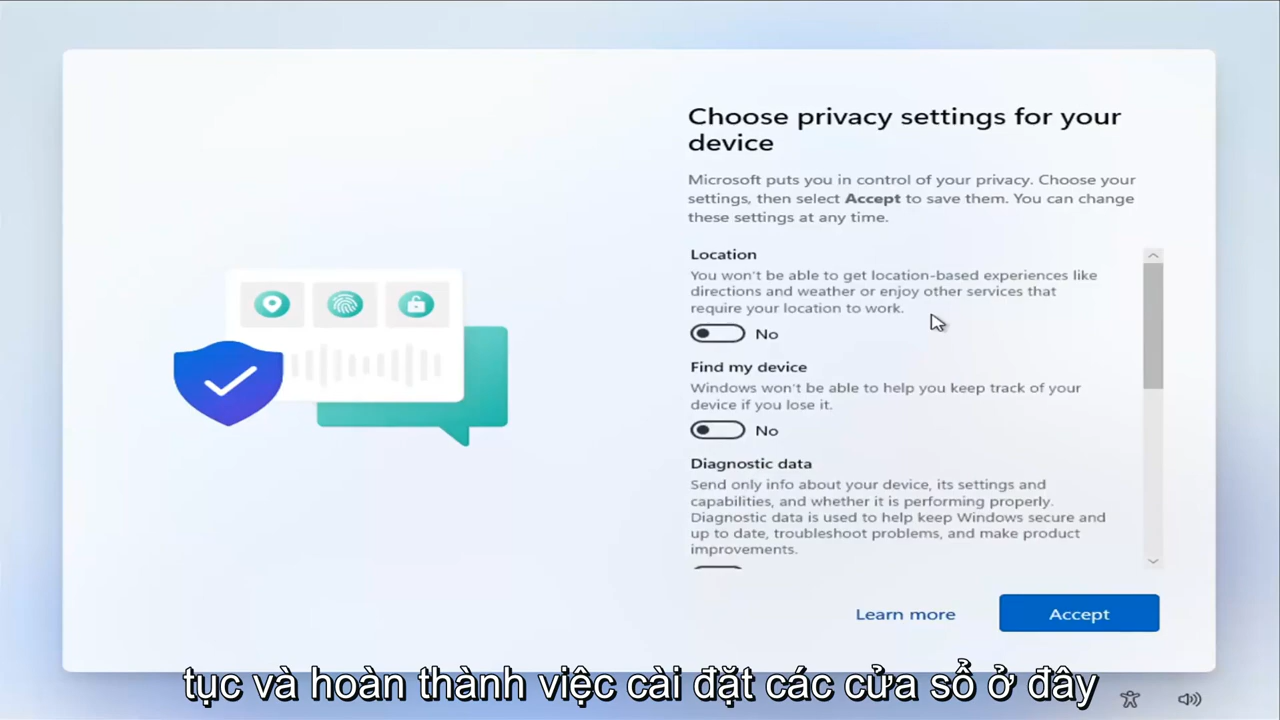 Choose privacy settings for your
device
Microsoft puts you in control of your privacy. Choose your
settings, then select Accept to save them. You can change
these settings at any time.
Location
You won't be able to get location-based experiences like
directions and weather or enjoy other services that
require your location to work.
No
Find my device
Windows won't be able to help you keep track of your
device if you lose it.
No
Diagnostic data
Send only info about your device, its settings and
capabilities, and whether it is performing properly.
Diagnostic data is used to help keep Windows secure and
up to date, troubleshoot problems, and make product
improvements.
Learn more
Accept
tục và hoàn thành việc cài đặt các cửa sổ ở đây